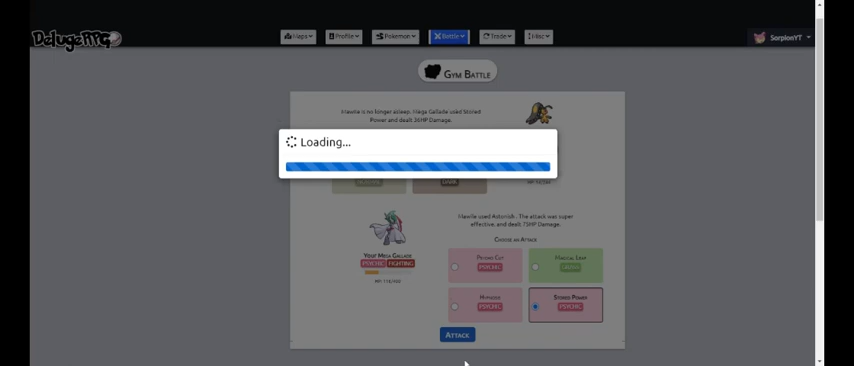 DelugeRPG
Maps
Profile
Pokemon
Battle
Trade
Misc
SorpionYT
Gym Battle
Mawile is no longer asleep. Mega Gallade used Stored
Power and dealt 36HP Damage.
Loading...
DARK
Mawile used Astonish. The attack was super
effective and dealt 75HP Damage.
Choose an Attack
Your Mega Gallade
PSYCHIC FIGHTING
Psycho Cut
PSYCHIC
Magical Leaf
GRASS
Hypnosis
PSYCHIC
Stored Power
PSYCHIC
Attack